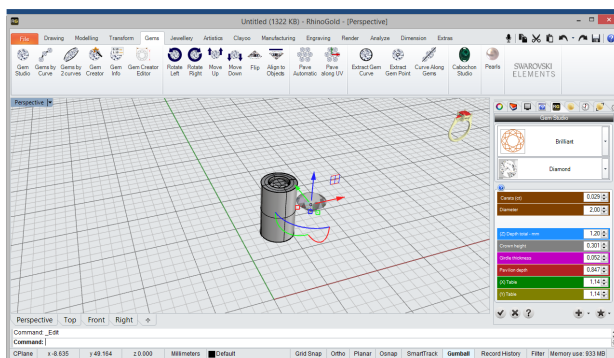 Untitled (1322 KB) - RhinoGold - [Perspective]
File Drawing Modelling Transform Gems Jewellery Artistics Clayoo Manufacturing Engraving Render Analyze Dimension Extras
Gem Studio
Gems by Curve
Gems by 2 curves
Gem Creator
Gem Info
Gem Creator Editor
Rotate Left
Rotate Right
Move Up
Move Down
Flip
Align to Objects
Pave Automatic
Pave along UV
Extract Gem Curve
Extract Gem Point
Curve Along Gems
Cabochon Studio
Pearls
SWAROVSKI
ELEMENTS
Perspective
Gem Studio
Brilliant
Diamond
Carats (ct) 0.029
Diameter 2.00
[Z] Depth total - mm 1.20
Crown height 0.301
Girdle thickness 0.052
Pavilion depth 0.847
[X] Table 1.14
[Y] Table 1.14
Perspective Top Front Right
Command: _Edit
Command:
CPlane x -8.635 y 49.164 z 0.000 Millimeters Default Grid Snap Ortho Planar Osnap SmartTrack Gumball Record History Filter Memory use: 933 MB